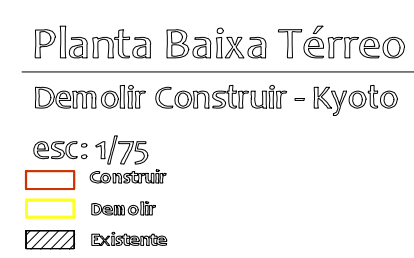 Planta Baixa Térreo
Demolir Construir - Kyoto
esc: 1/75
Construir
Demolir
Existente